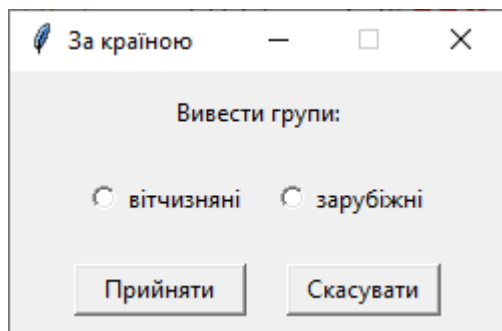 За країною
Вивести групи:
вітчизняні зарубіжні
Прийняти Скасувати